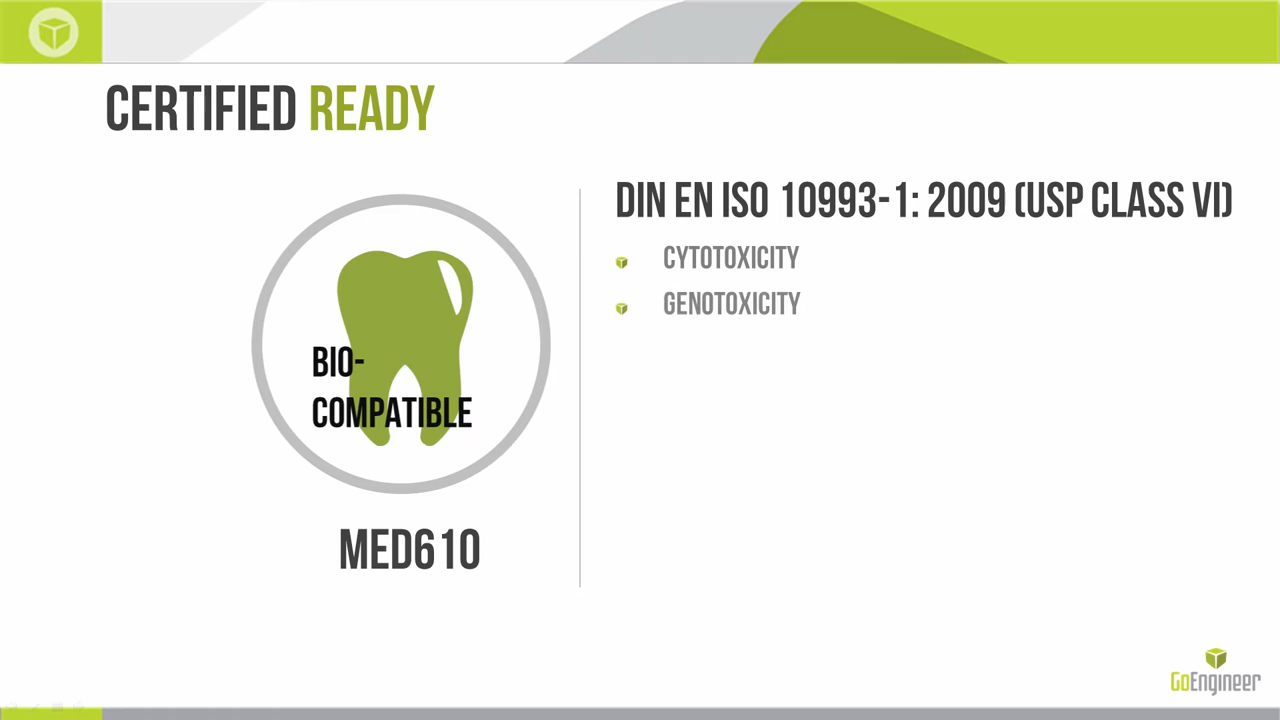 CERTIFIED READY
DIN EN ISO 10993-1: 2009 (USP CLASS VI)
CYTOTOXICITY
GENOTOXICITY
BIO-
COMPATIBLE
MED610
GoEngineer